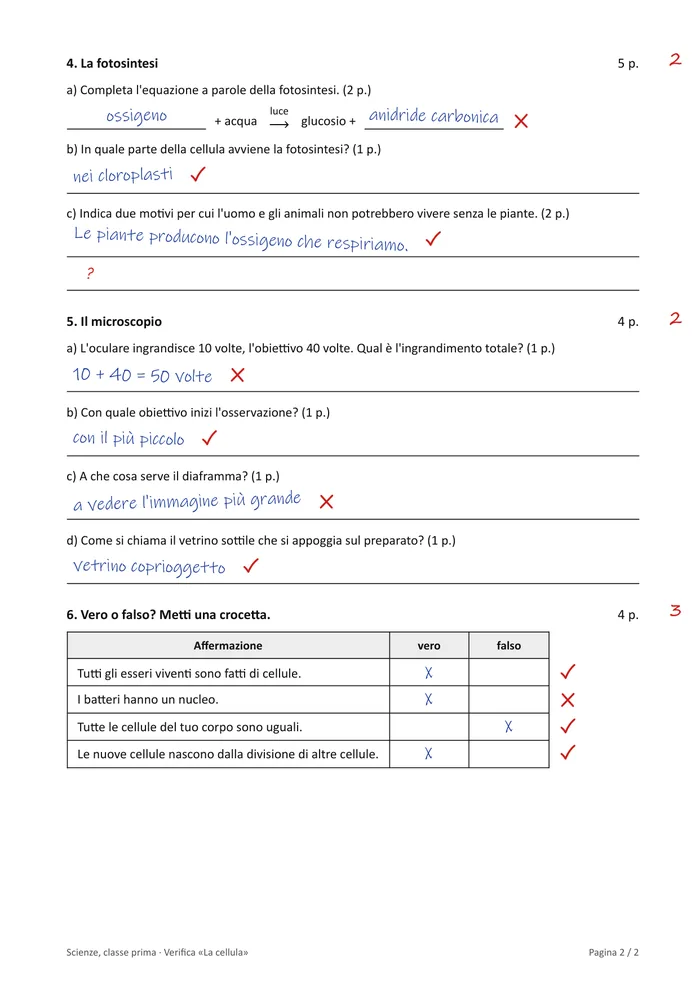 4. La fotosintesi 5 p. 2
a) Completa l'equazione a parole della fotosintesi. (2 p.)
ossigeno + acqua luce ⟶ glucosio + anidride carbonica ✗
b) In quale parte della cellula avviene la fotosintesi? (1 p.)
nei cloroplasti ✓
c) Indica due motivi per cui l'uomo e gli animali non potrebbero vivere senza le piante. (2 p.)
Le piante producono l'ossigeno che respiriamo. ✓
?
5. Il microscopio 4 p. 2
a) L'oculare ingrandisce 10 volte, l'obiettivo 40 volte. Qual è l'ingrandimento totale? (1 p.)
10 + 40 = 50 volte ✗
b) Con quale obiettivo inizi l'osservazione? (1 p.)
con il più piccolo ✓
c) A che cosa serve il diaframma? (1 p.)
a vedere l'immagine più grande ✗
d) Come si chiama il vetrino sottile che si appoggia sul preparato? (1 p.)
vetrino coprioggetto ✓
6. Vero o falso? Metti una crocetta. 4 p. 3
Affermazione vero falso
Tutti gli esseri viventi sono fatti di cellule. X ✓
I batteri hanno un nucleo. X ✗
Tutte le cellule del tuo corpo sono uguali. X ✓
Le nuove cellule nascono dalla divisione di altre cellule. X ✓
Scienze, classe prima · Verifica «La cellula» Pagina 2 / 2